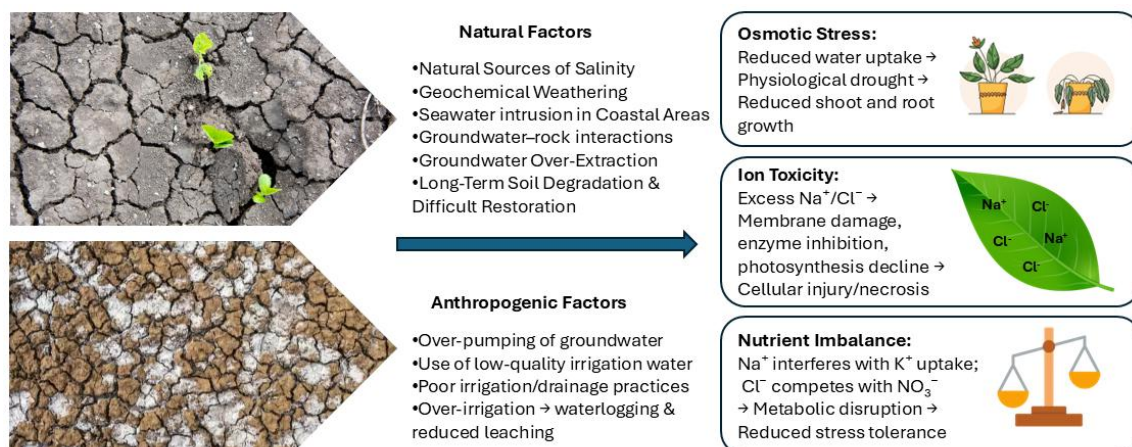 Natural Factors
•Natural Sources of Salinity
•Geochemical Weathering
•Seawater intrusion in Coastal Areas
•Groundwater–rock interactions
•Groundwater Over-Extraction
•Long-Term Soil Degradation &
Difficult Restoration
Anthropogenic Factors
•Over-pumping of groundwater
•Use of low-quality irrigation water
•Poor irrigation/drainage practices
•Over-irrigation → waterlogging &
reduced leaching
Osmotic Stress:
Reduced water uptake →
Physiological drought →
Reduced shoot and root
growth
Ion Toxicity:
Excess Na⁺/Cl⁻ →
Membrane damage,
enzyme inhibition,
photosynthesis decline →
Cellular injury/necrosis
Na⁺ Cl⁻
Cl⁻ Na⁺
Cl⁻
Nutrient Imbalance:
Na⁺ interferes with K⁺ uptake;
Cl⁻ competes with NO₃⁻
→ Metabolic disruption →
Reduced stress tolerance